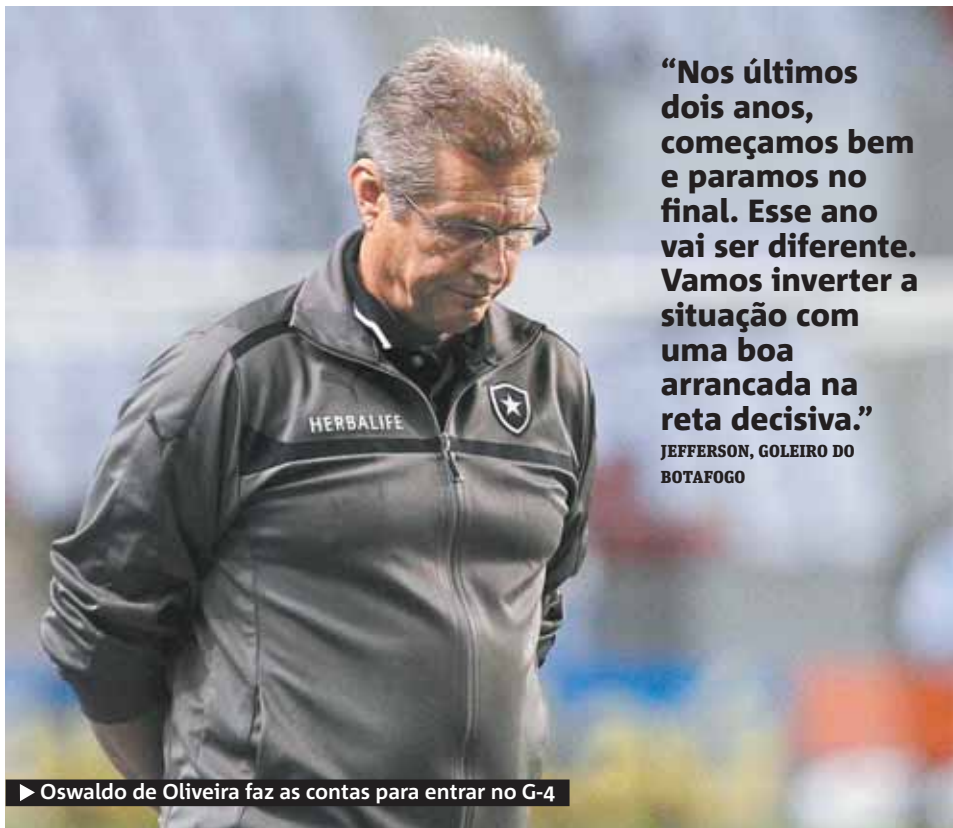 “Nos últimos
dois anos,
começamos bem
e paramos no
final. Esse ano
vai ser diferente.
Vamos inverter a
situação com
uma boa
arrancada na
reta decisiva.”
JEFFERSON, GOLEIRO DO
BOTAFOGO
HERBALIFE
▶ Oswaldo de Oliveira faz as contas para entrar no G-4